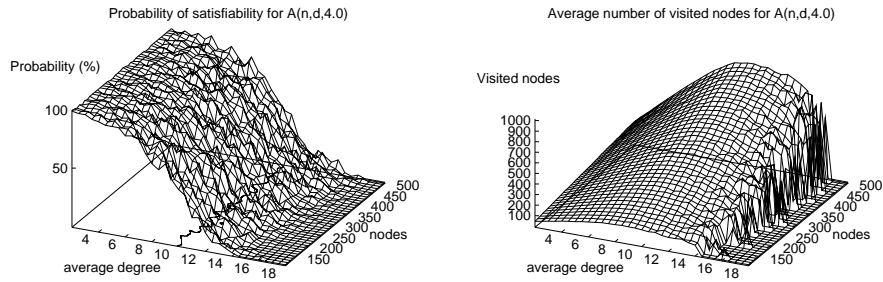 Probability of satisfiability for A(n,d,4.0)
Probability (%)
100
50
4 6 8 10 12 14 16 18
average degree
150 200 250 300 350 400 450 500
nodes
Average number of visited nodes for A(n,d,4.0)
Visited nodes
1000
900
800
700
600
500
400
300
200
100
4 6 8 10 12 14 16 18
average degree
150 200 250 300 350 400 450 500
nodes